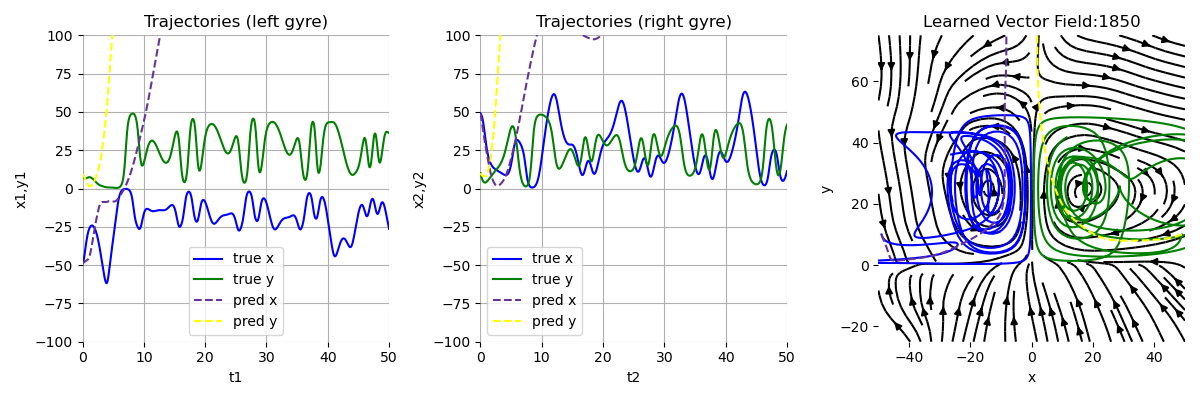 Trajectories (left gyre)
100
75
50
25
0
−25
−50
−75
−100
x1,y1
0 10 20 30 40 50
t1
true x
true y
pred x
pred y
Trajectories (right gyre)
100
75
50
25
0
−25
−50
−75
−100
x2,y2
0 10 20 30 40 50
t2
true x
true y
pred x
pred y
Learned Vector Field:1850
60
40
20
0
−20
y
−40 −20 0 20 40
x